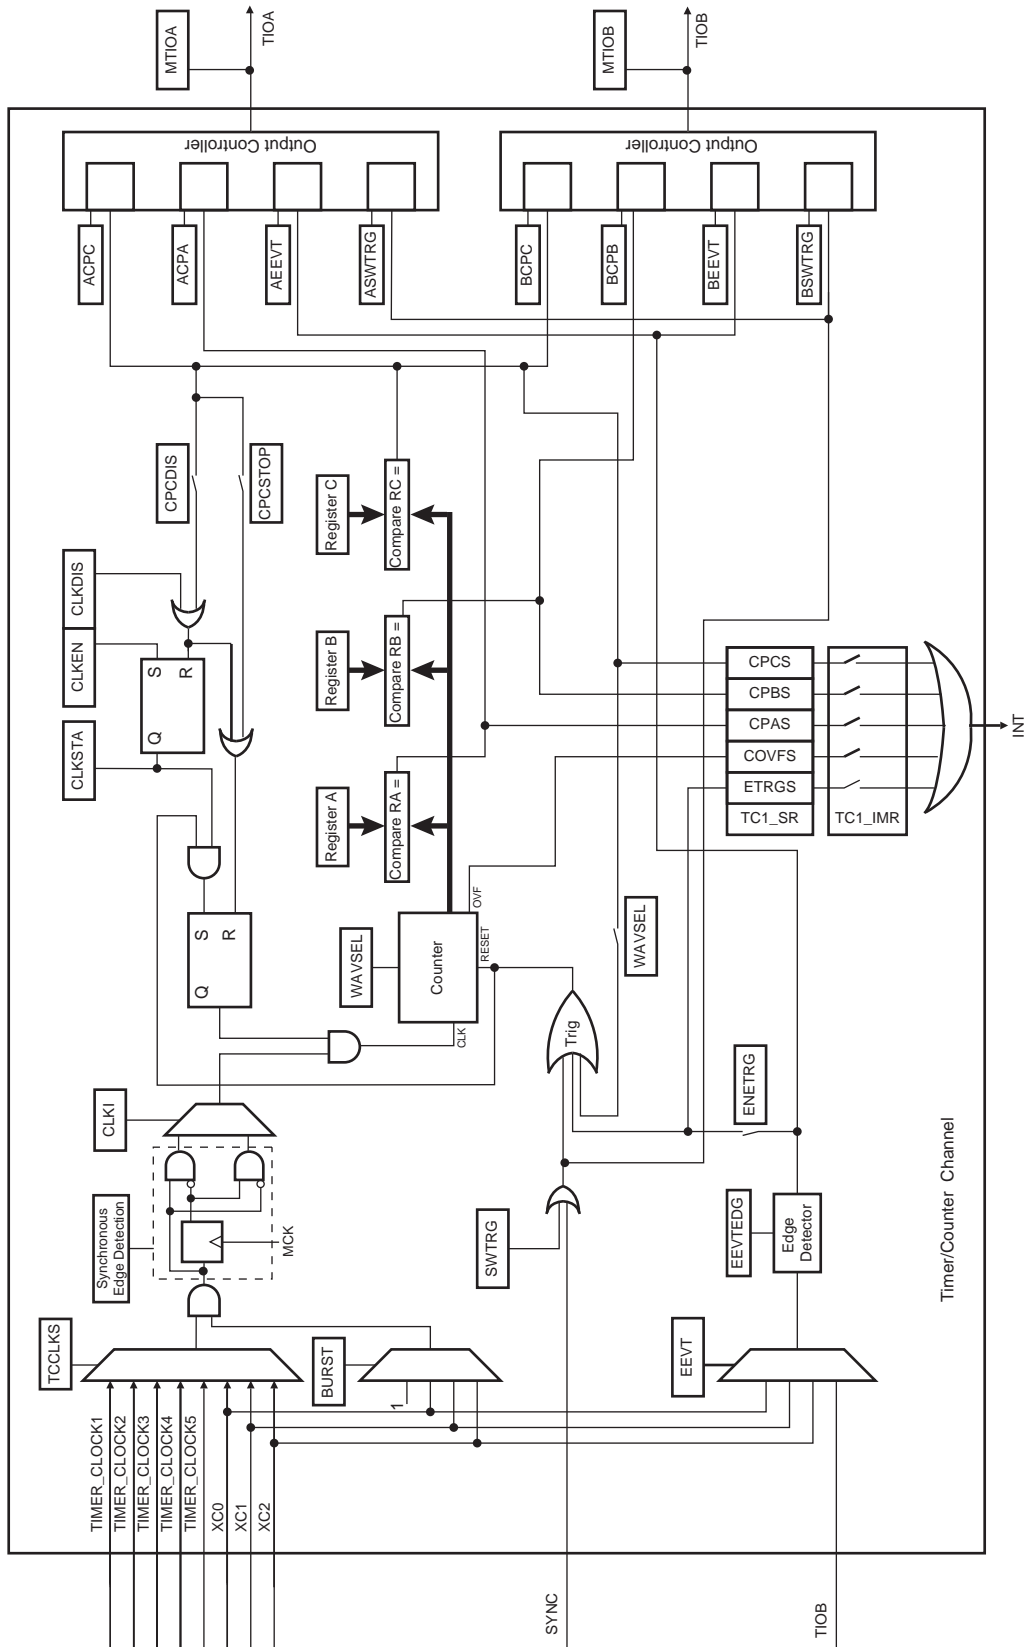 TIMER_CLOCK1
TIMER_CLOCK2
TIMER_CLOCK3
TIMER_CLOCK4
TIMER_CLOCK5
XC0
XC1
XC2
TCCLKS
Synchronous
Edge Detection
CLKI
MCK
BURST
1
CLKSTA
CLKEN
CLKDIS
Q
S
R
Q
S
R
CPCDIS
CPCSTOP
ACPC
ACPA
AEEVT
ASWTRG
Output Controller
MTIOA
TIOA
WAVSEL
Counter
CLK
RESET
OVF
Register A
Register B
Register C
Compare RA =
Compare RB =
Compare RC =
BCPC
BCPB
BEEVT
BSWTRG
Output Controller
MTIOB
TIOB
SYNC
SWTRG
Trig
WAVSEL
CPCS
CPBS
CPAS
COVFS
ETRGS
TC1_SR
TC1_IMR
INT
TIOB
EEVT
EEVTEDG
Edge
Detector
ENETRG
Timer/Counter Channel